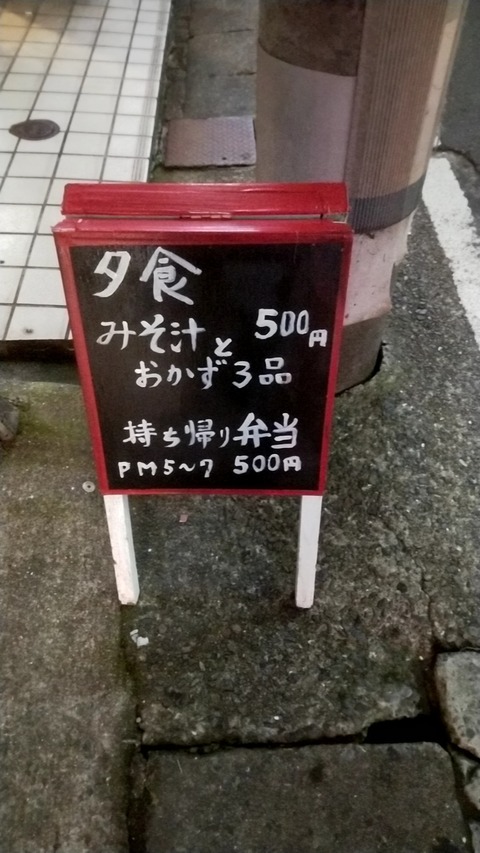 夕食
みそ汁と 500円
おかず3品
持ち帰り弁当
PM5~7 500円